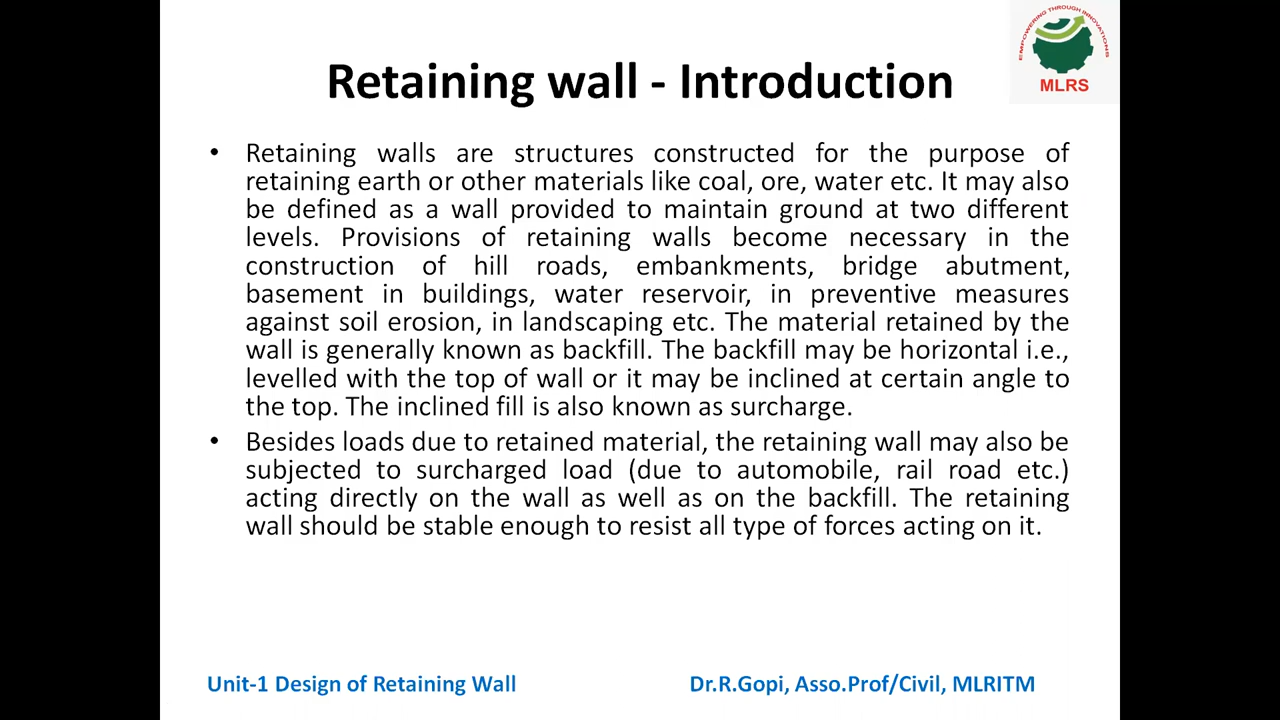 EMPOWERING THROUGH INNOVATIONS
MLRS
Retaining wall - Introduction
• Retaining walls are structures constructed for the purpose of
retaining earth or other materials like coal, ore, water etc. It may also
be defined as a wall provided to maintain ground at two different
levels. Provisions of retaining walls become necessary in the
construction of hill roads, embankments, bridge abutment,
basement in buildings, water reservoir, in preventive measures
against soil erosion, in landscaping etc. The material retained by the
wall is generally known as backfill. The backfill may be horizontal i.e.,
levelled with the top of wall or it may be inclined at certain angle to
the top. The inclined fill is also known as surcharge.
• Besides loads due to retained material, the retaining wall may also be
subjected to surcharged load (due to automobile, rail road etc.)
acting directly on the wall as well as on the backfill. The retaining
wall should be stable enough to resist all type of forces acting on it.
Unit-1 Design of Retaining Wall
Dr.R.Gopi, Asso.Prof/Civil, MLRITM